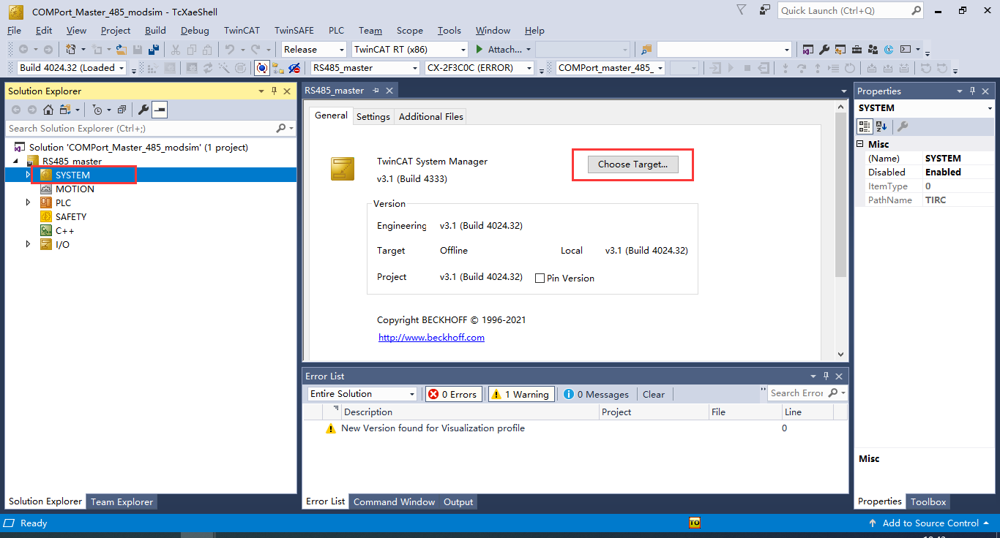 COMPort_Master_485_modsim - TcXaeShell
Quick Launch (Ctrl+Q)
File Edit View Project Build Debug TwinCAT TwinSAFE PLC Team Scope Tools Window Help
Release TwinCAT RT (x86) Attach...
Build 4024.32 (Loaded RS485_master CX-2F3C0C (ERROR) COMPort_master_485_
Solution Explorer
Search Solution Explorer (Ctrl+;)
Solution 'COMPort_Master_485_modsim' (1 project)
RS485_master
SYSTEM
MOTION
PLC
SAFETY
C++
I/O
Solution Explorer Team Explorer
RS485_master
General Settings Additional Files
TwinCAT System Manager
v3.1 (Build 4333)
Choose Target...
Version
Engineering v3.1 (Build 4024.32)
Target Offline Local v3.1 (Build 4024.32)
Project v3.1 (Build 4024.32) Pin Version
Copyright BECKHOFF © 1996-2021
http://www.beckhoff.com
Error List
Entire Solution 0 Errors 1 Warning 0 Messages Clear Search Error
Description Project File Line
New Version found for Visualization profile 0
Error List Command Window Output
Properties
SYSTEM
Misc
(Name) SYSTEM
Disabled Enabled
ItemType 0
PathName TIRC
Misc
Properties Toolbox
Ready TO Add to Source Control